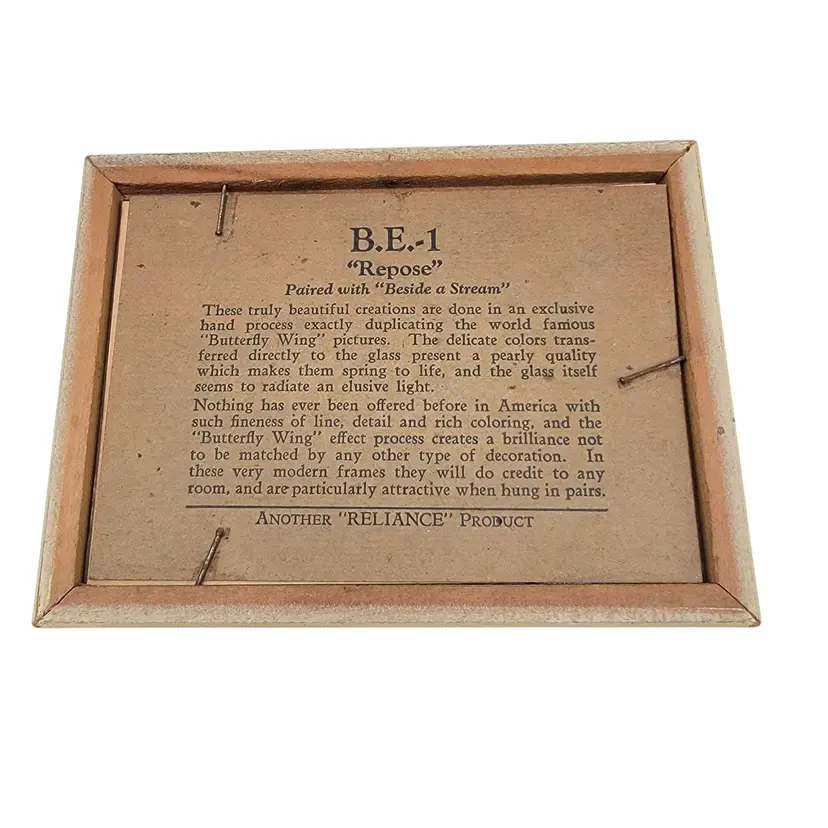 B.E.-1
"Repose"
Paired with "Beside a Stream"
These truly beautiful creations are done in an exclusive
hand process exactly duplicating the world famous
"Butterfly Wing" pictures. The delicate colors trans-
ferred directly to the glass present a pearly quality
which makes them spring to life, and the glass itself
seems to radiate an elusive light.
Nothing has ever been offered before in America with
such fineness of line, detail and rich coloring, and the
"Butterfly Wing" effect process creates a brilliance not
to be matched by any other type of decoration. In
these very modern frames they will do credit to any
room, and are particularly attractive when hung in pairs.
ANOTHER "RELIANCE" PRODUCT